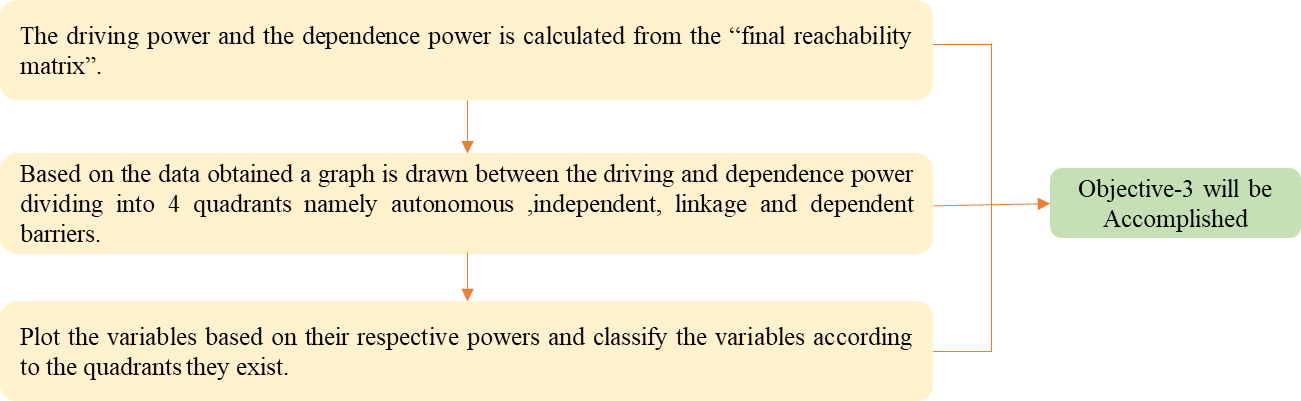 The driving power and the dependence power is calculated from the “final reachability
matrix”.
Based on the data obtained a graph is drawn between the driving and dependence power
dividing into 4 quadrants namely autonomous ,independent, linkage and dependent
barriers.
Plot the variables based on their respective powers and classify the variables according
to the quadrants they exist.
Objective-3 will be
Accomplished